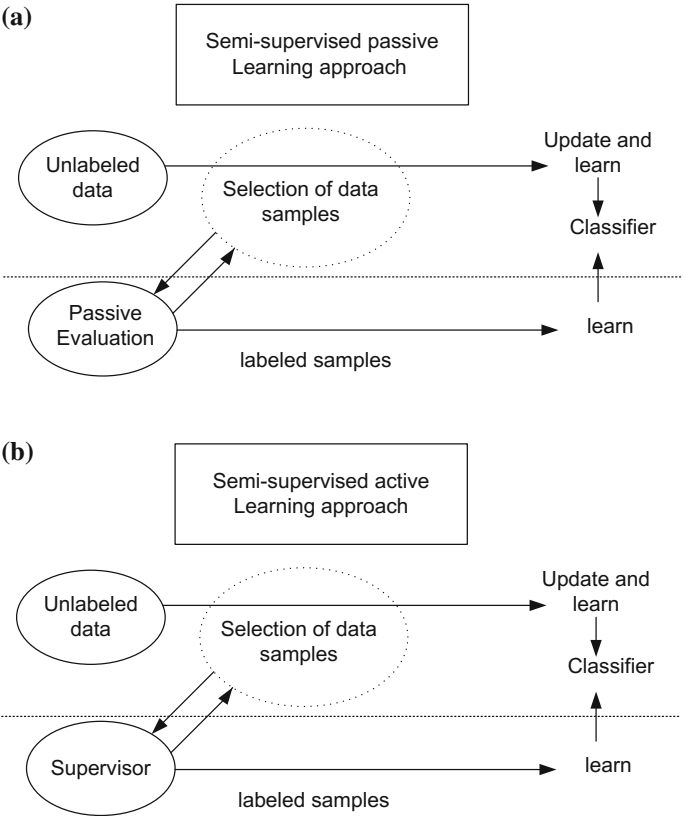 (a)
Semi-supervised passive
Learning approach
Unlabeled
data
Selection of data
samples
Update and
learn
Classifier
Passive
Evaluation
learn
labeled samples
(b)
Semi-supervised active
Learning approach
Unlabeled
data
Selection of data
samples
Update and
learn
Classifier
Supervisor
learn
labeled samples